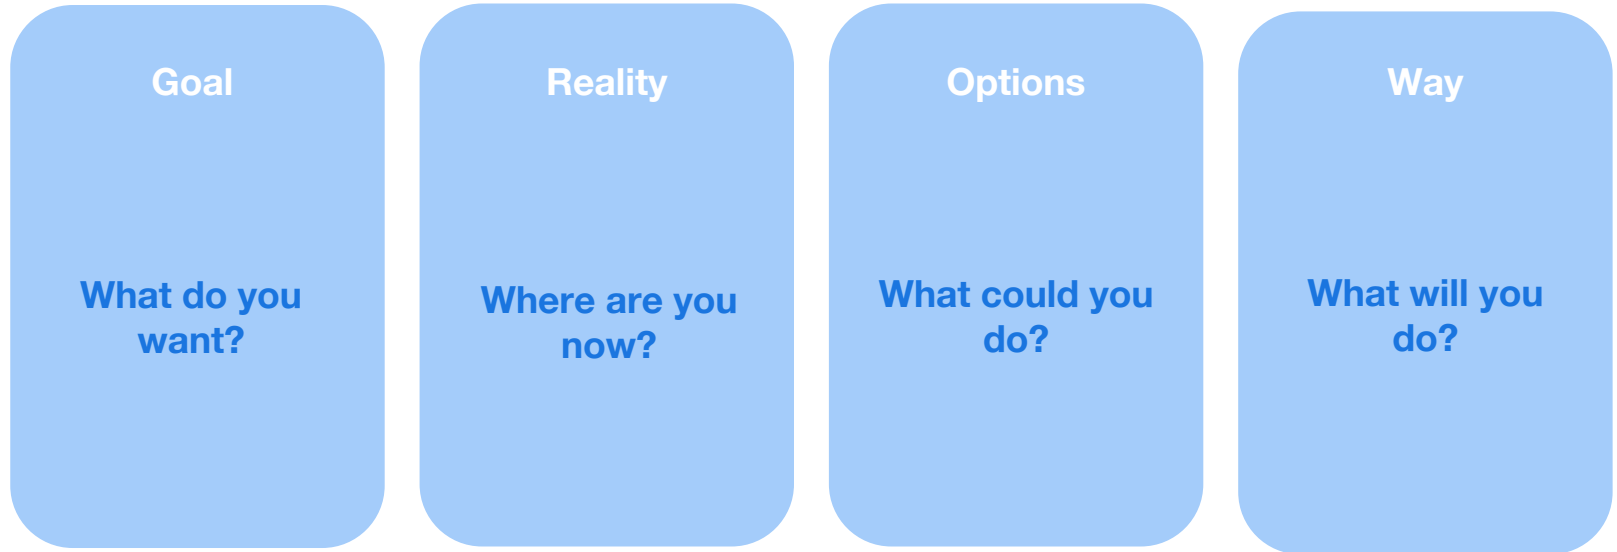 Goal
What do you
want?
Reality
Where are you
now?
Options
What could you
do?
Way
What will you
do?